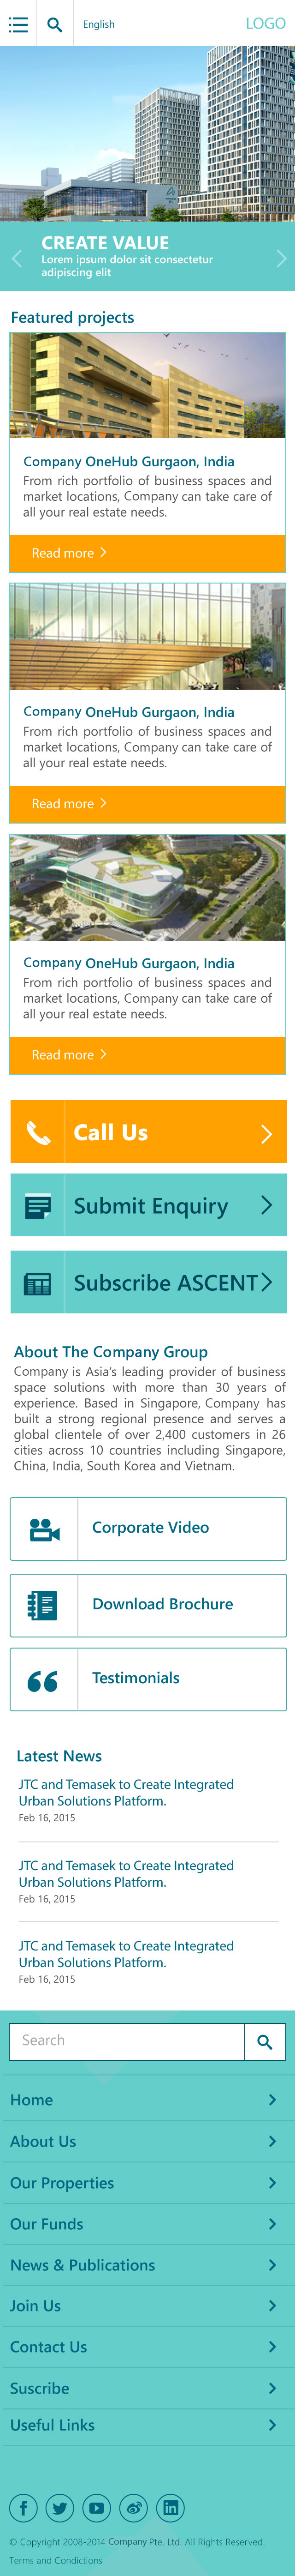 English
LOGO
CREATE VALUE
Lorem ipsum dolor sit consectetur
adipiscing elit
Featured projects
Company OneHub Gurgaon, India
From rich portfolio of business spaces and
market locations, Company can take care of
all your real estate needs.
Read more
Company OneHub Gurgaon, India
From rich portfolio of business spaces and
market locations, Company can take care of
all your real estate needs.
Read more
Company OneHub Gurgaon, India
From rich portfolio of business spaces and
market locations, Company can take care of
all your real estate needs.
Read more
Call Us
Submit Enquiry
Subscribe ASCENT
About The Company Group
Company is Asia's leading provider of business
space solutions with more than 30 years of
experience. Based in Singapore, Company has
built a strong regional presence and serves a
global clientele of over 2,400 customers in 26
cities across 10 countries including Singapore,
China, India, South Korea and Vietnam.
Corporate Video
Download Brochure
Testimonials
Latest News
JTC and Temasek to Create Integrated
Urban Solutions Platform.
Feb 16, 2015
JTC and Temasek to Create Integrated
Urban Solutions Platform.
Feb 16, 2015
JTC and Temasek to Create Integrated
Urban Solutions Platform.
Feb 16, 2015
Search
Home
About Us
Our Properties
Our Funds
News & Publications
Join Us
Contact Us
Suscribe
Useful Links
© Copyright 2008-2014 Company Pte. Ltd. All Rights Reserved.
Terms and Condictions